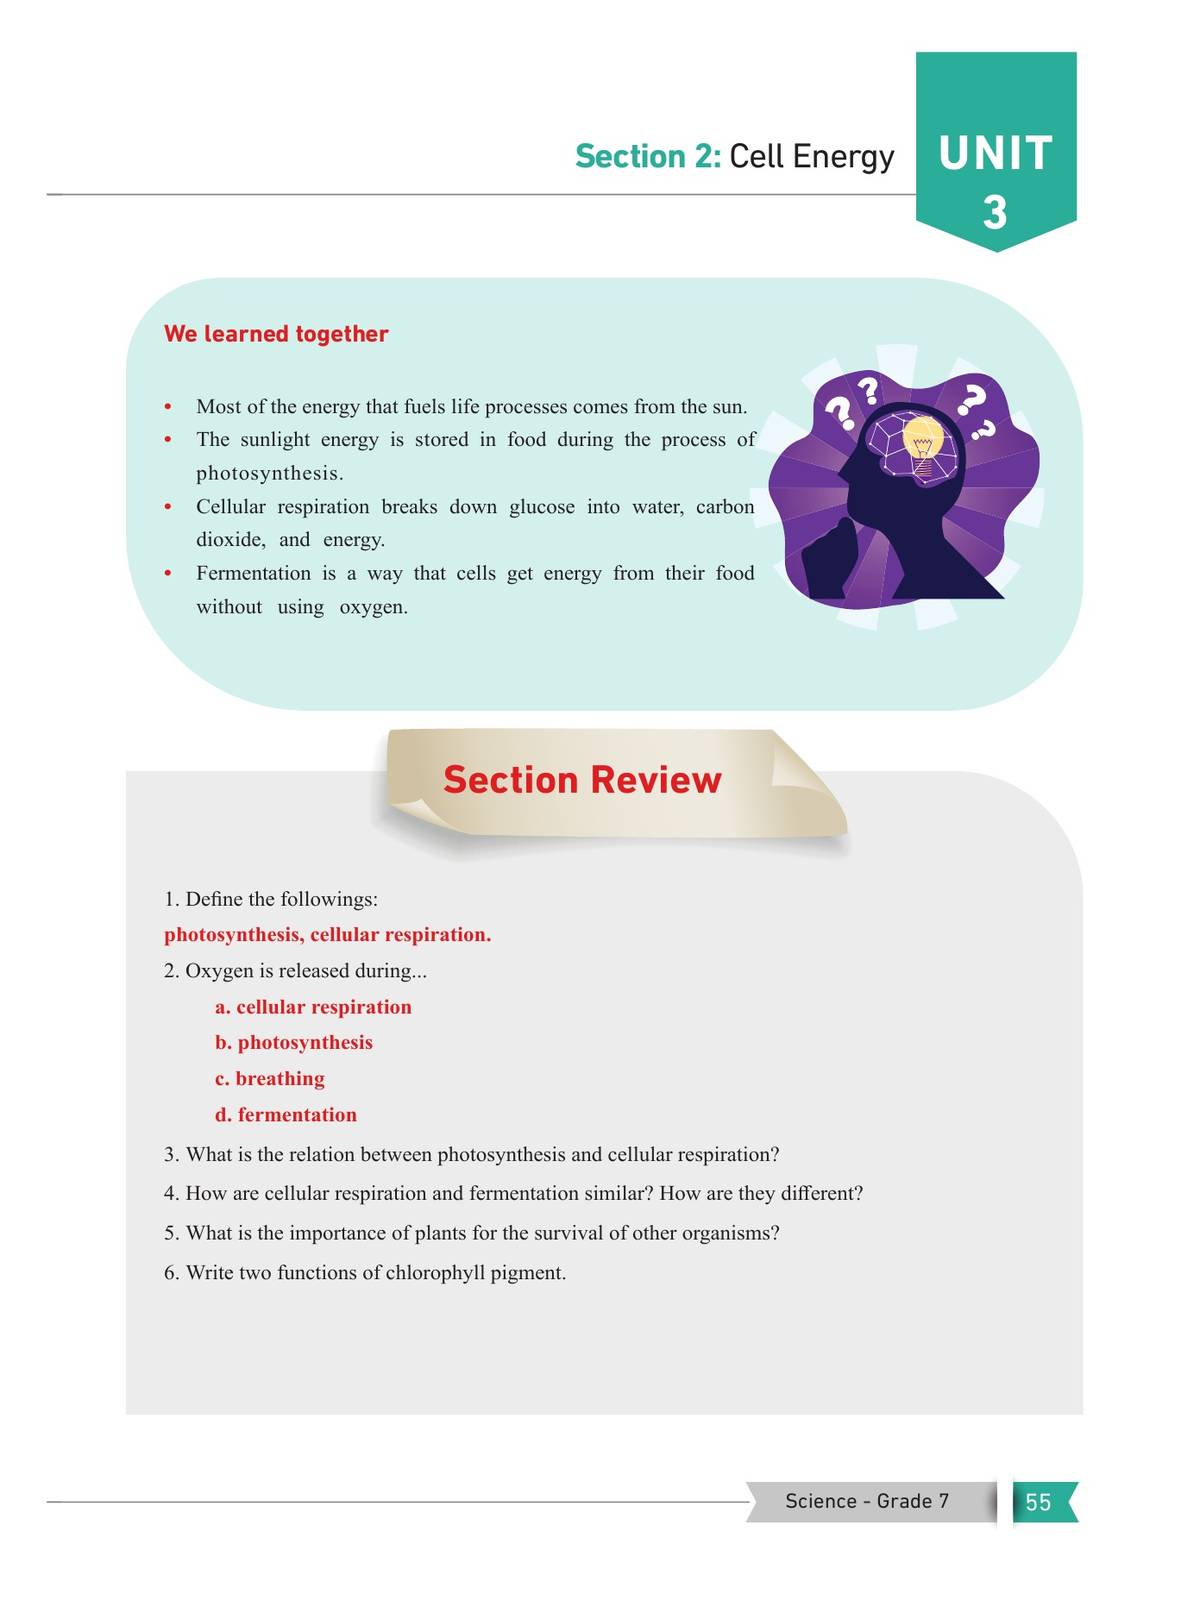 Section 2: Cell Energy
UNIT
3
We learned together
• Most of the energy that fuels life processes comes from the sun.
• The sunlight energy is stored in food during the process of
photosynthesis.
• Cellular respiration breaks down glucose into water, carbon
dioxide, and energy.
• Fermentation is a way that cells get energy from their food
without using oxygen.
? ? ? ?
Section Review
1. Define the followings:
photosynthesis, cellular respiration.
2. Oxygen is released during...
a. cellular respiration
b. photosynthesis
c. breathing
d. fermentation
3. What is the relation between photosynthesis and cellular respiration?
4. How are cellular respiration and fermentation similar? How are they different?
5. What is the importance of plants for the survival of other organisms?
6. Write two functions of chlorophyll pigment.
Science - Grade 7
55